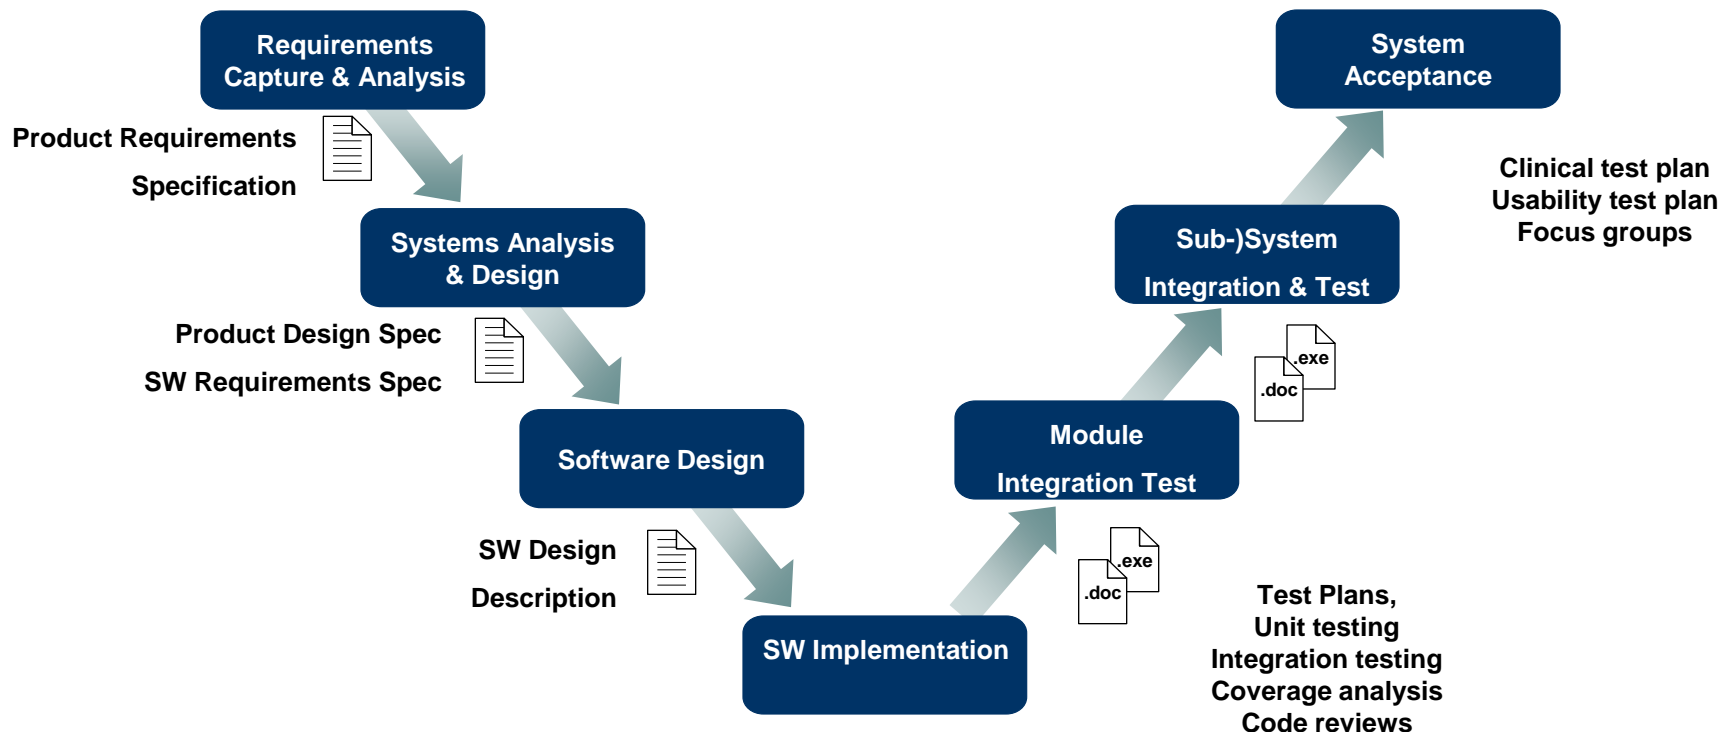 Requirements
Capture & Analysis
Product Requirements
Specification
Systems Analysis
& Design
Product Design Spec
SW Requirements Spec
Software Design
SW Design
Description
SW Implementation
Module
Integration Test
.exe
.doc
Test Plans,
Unit testing
Integration testing
Coverage analysis
Code reviews
Sub-)System
Integration & Test
.exe
.doc
System
Acceptance
Clinical test plan
Usability test plan
Focus groups